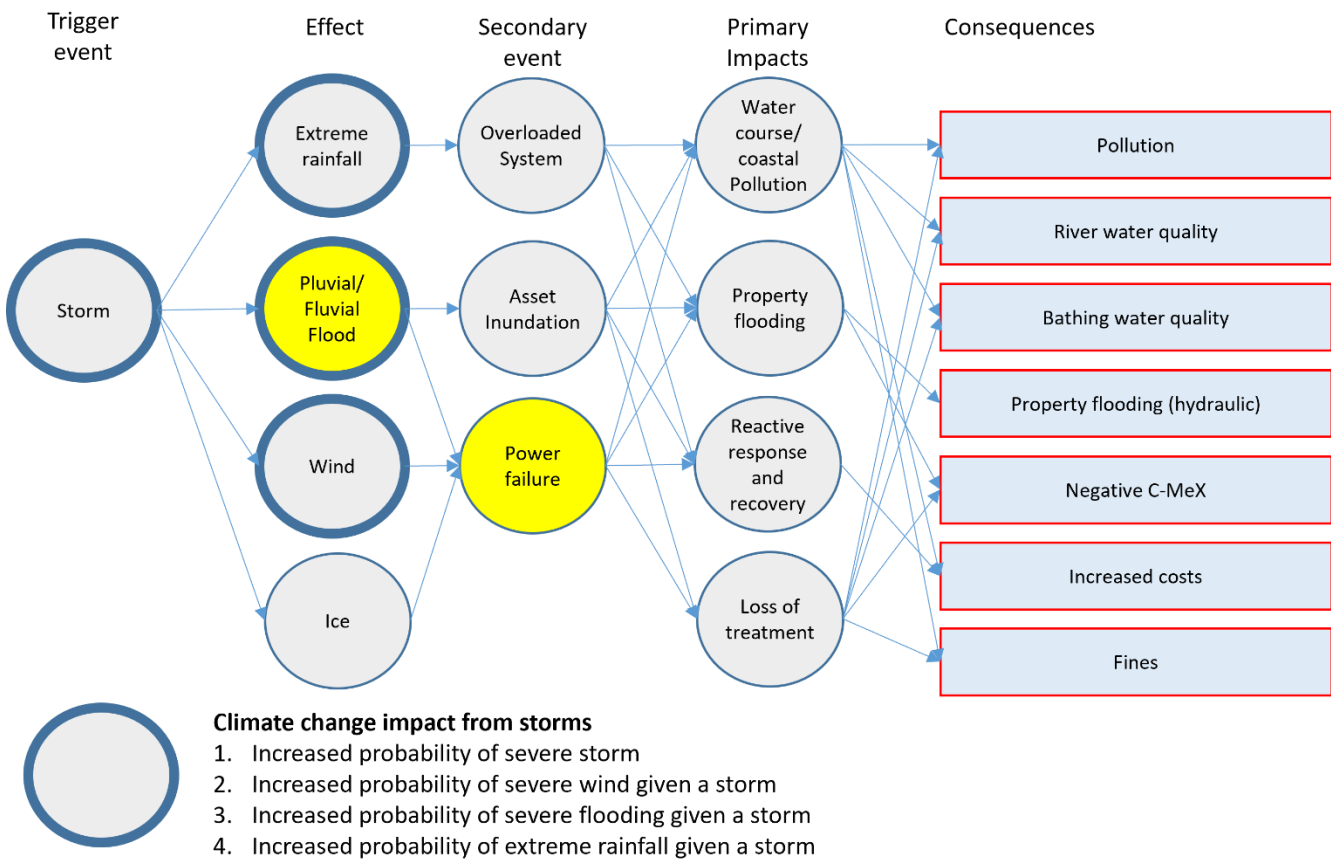 Trigger
event
Effect
Secondary
event
Primary
Impacts
Consequences
Storm
Extreme
rainfall
Pluvial/
Fluvial
Flood
Wind
Ice
Overloaded
System
Asset
Inundation
Power
failure
Water
course/
coastal
Pollution
Property
flooding
Reactive
response
and
recovery
Loss of
treatment
Pollution
River water quality
Bathing water quality
Property flooding (hydraulic)
Negative C-MeX
Increased costs
Fines
Climate change impact from storms
1. Increased probability of severe storm
2. Increased probability of severe wind given a storm
3. Increased probability of severe flooding given a storm
4. Increased probability of extreme rainfall given a storm